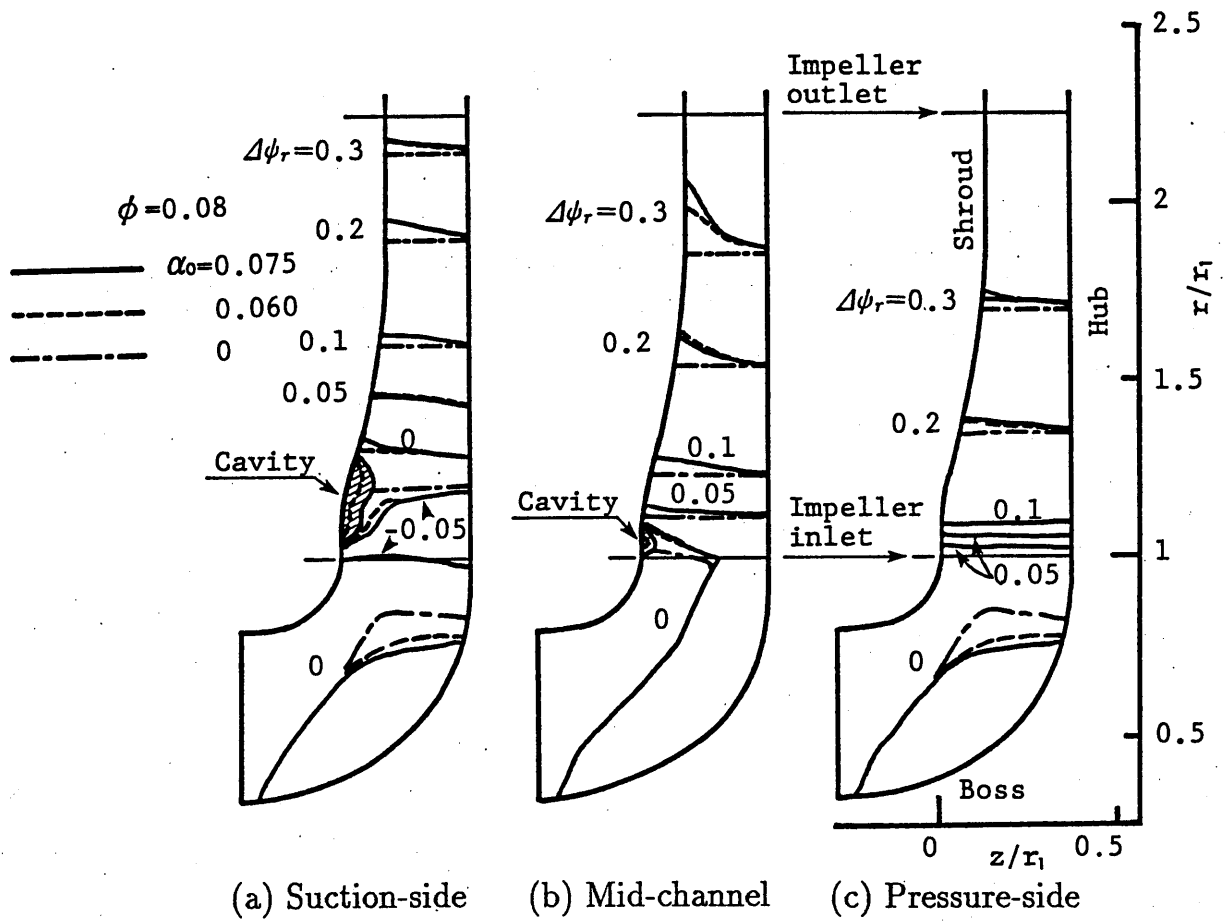 2.5
Impeller
outlet
Δψr=0.3
φ=0.08
0.2
α0=0.075
0.060
0
0.1
0.05
0
Cavity
-0.05
0
Δψr=0.3
0.2
0.1
0.05
Cavity
0
Impeller
inlet
Shroud
Hub
Δψr=0.3
0.2
0.1
0.05
0
Boss
2
r/r1
1.5
1
0.5
0
0.5
z/r1
(a) Suction-side
(b) Mid-channel
(c) Pressure-side